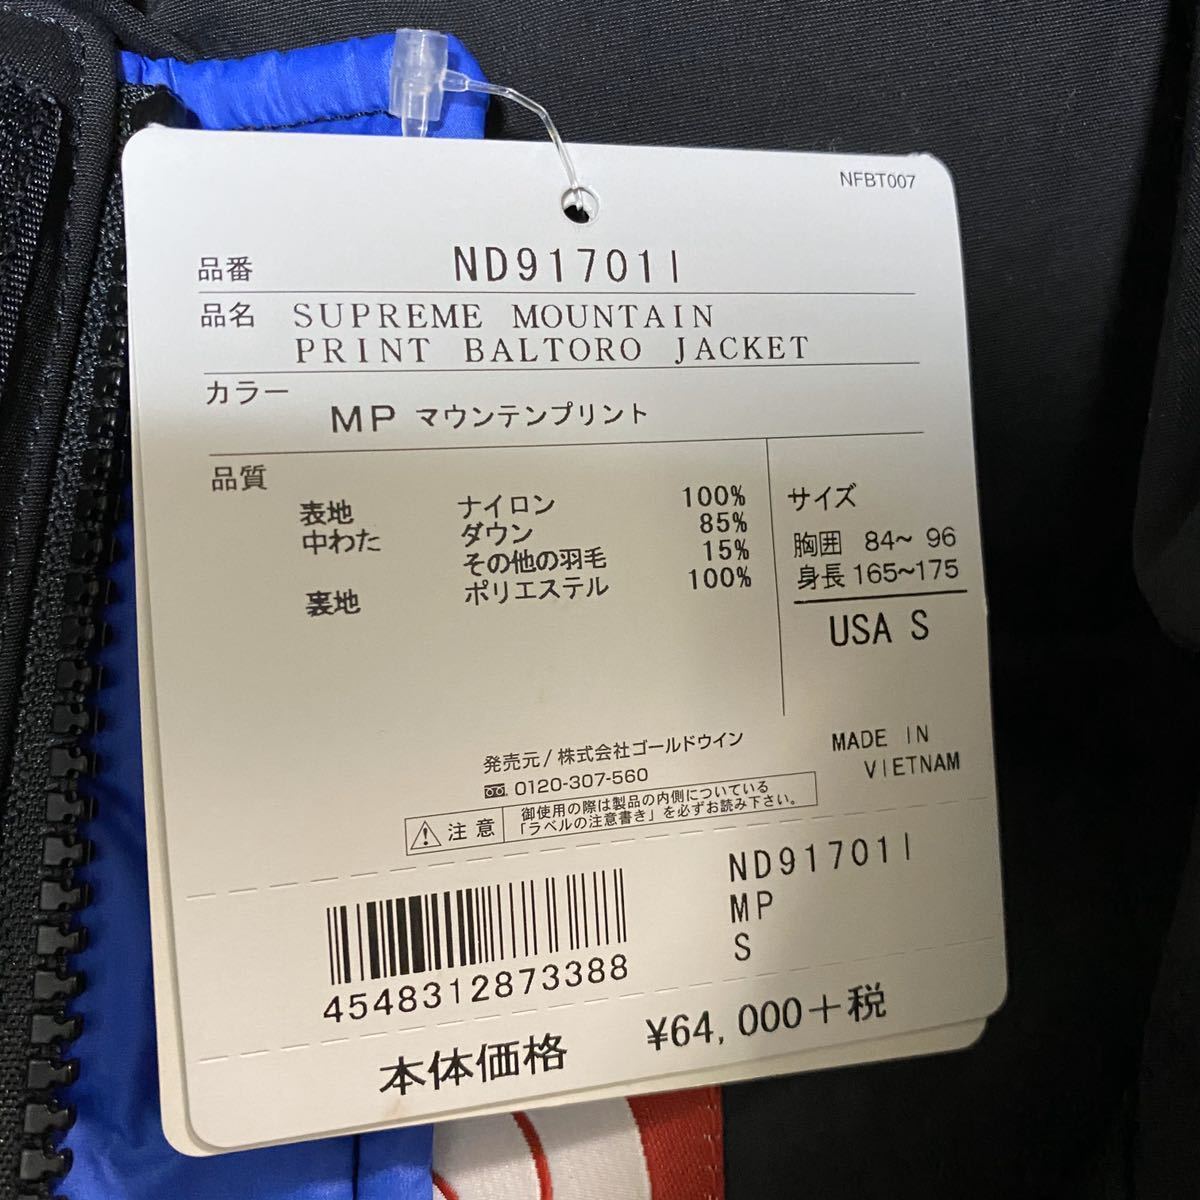 NFBT007
品番 ND91701I
品名 SUPREME MOUNTAIN
PRINT BALTORO JACKET
カラー
MP マウンテンプリント
品質
表地 ナイロン 100%
中わた ダウン 85%
その他の羽毛 15%
裏地 ポリエステル 100%
サイズ
胸囲 84~ 96
身長 165~175
USA S
発売元/株式会社ゴールドウイン
0120-307-560
MADE IN
VIETNAM
注意 御使用の際は製品の内側についている
「ラベルの注意書き」を必ずお読み下さい。
ND91701I
MP
S
4548312873388
本体価格 ¥64,000+税